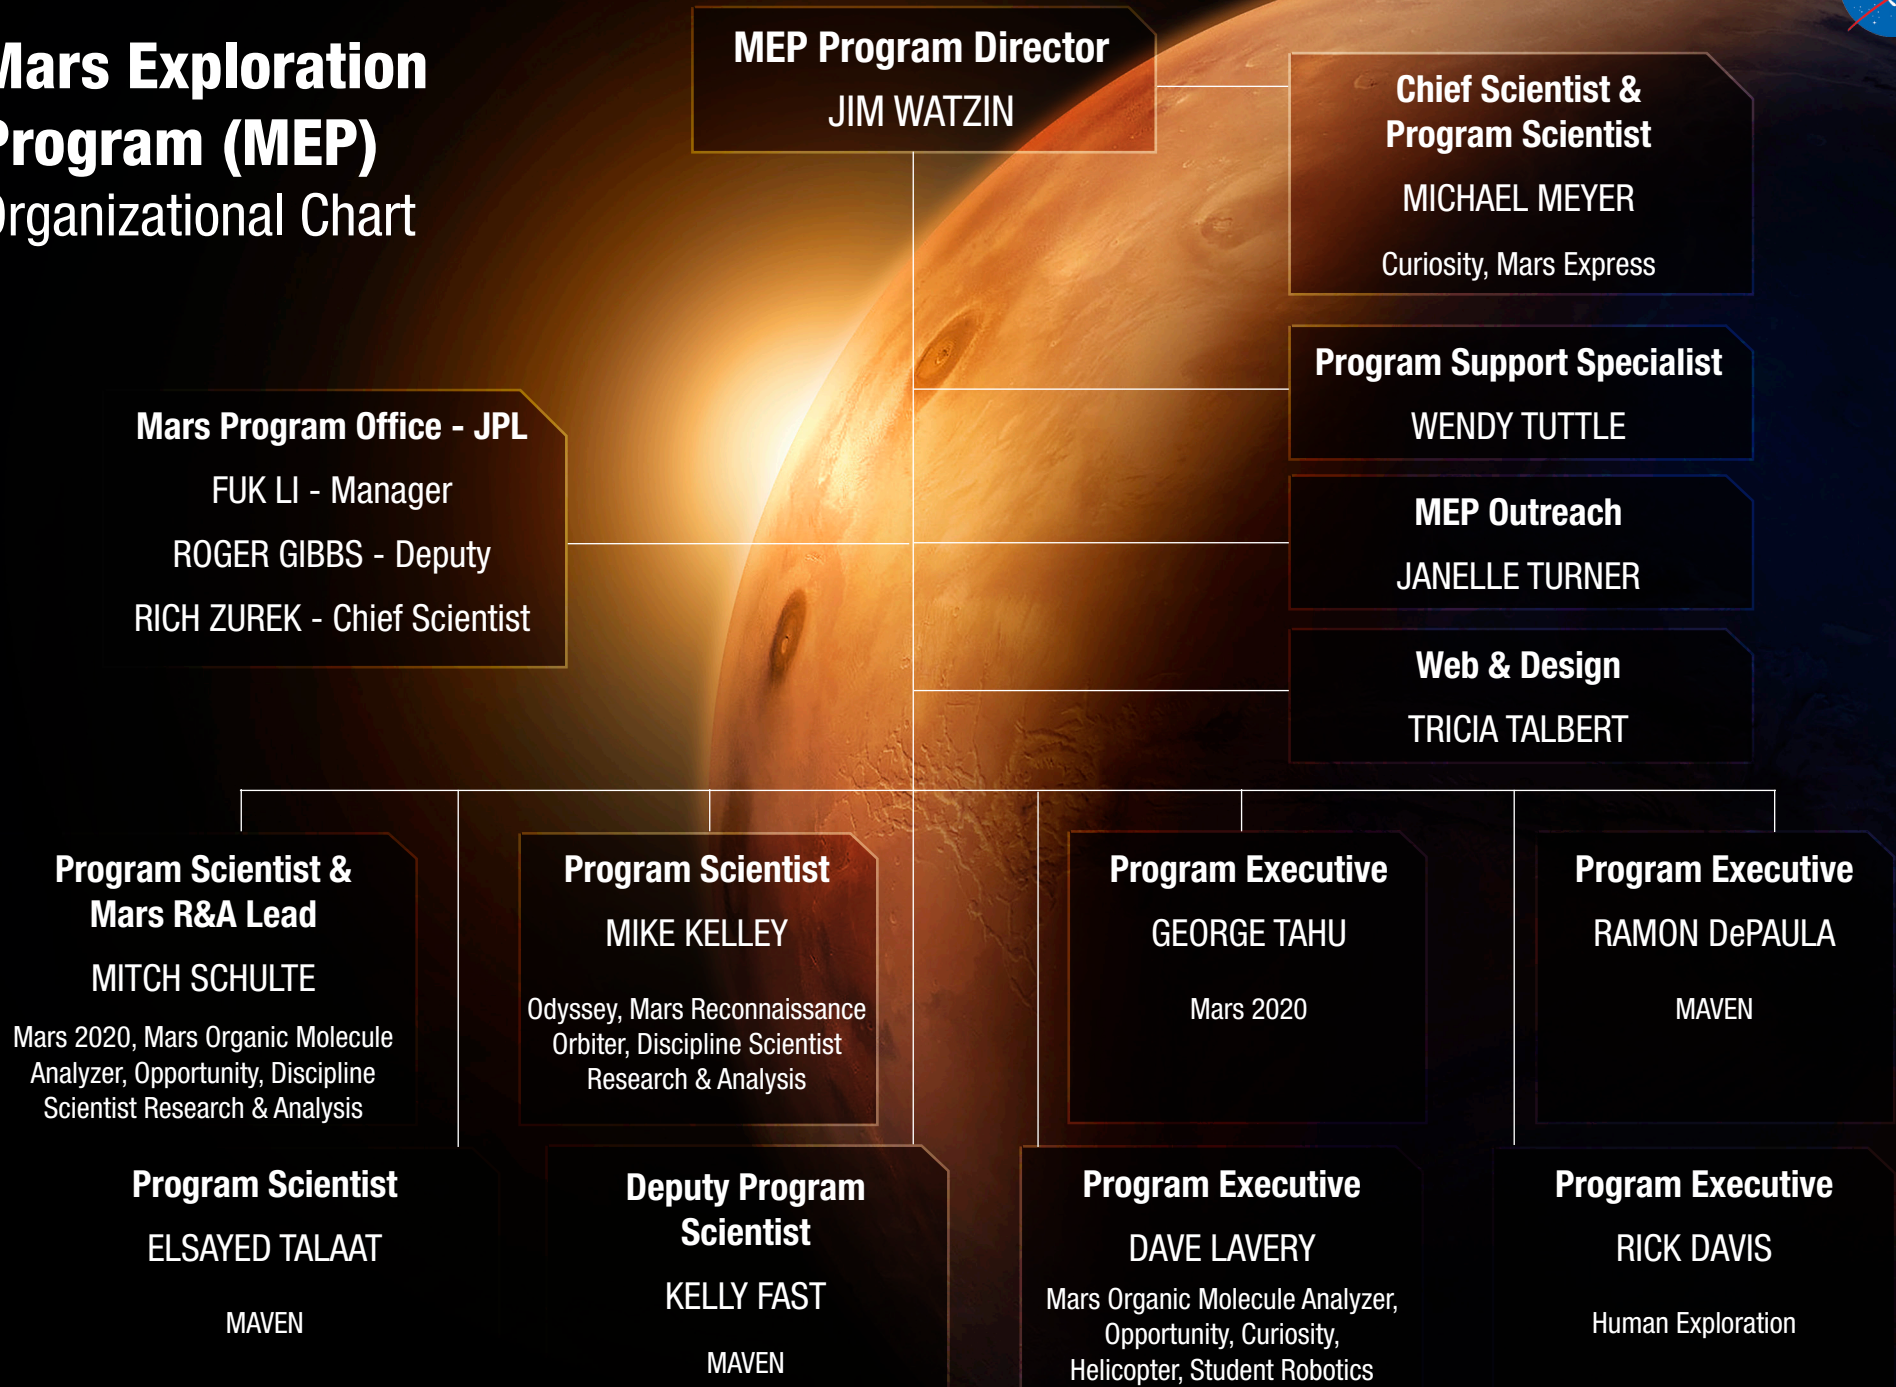 Mars Exploration
Program (MEP)
Organizational Chart
MEP Program Director
JIM WATZIN
Chief Scientist &
Program Scientist
MICHAEL MEYER
Curiosity, Mars Express
Program Support Specialist
WENDY TUTTLE
Mars Program Office - JPL
FUK LI - Manager
ROGER GIBBS - Deputy
RICH ZUREK - Chief Scientist
MEP Outreach
JANELLE TURNER
Web & Design
TRICIA TALBERT
Program Scientist &
Mars R&A Lead
MITCH SCHULTE
Mars 2020, Mars Organic Molecule
Analyzer, Opportunity, Discipline
Scientist Research & Analysis
Program Scientist
MIKE KELLEY
Odyssey, Mars Reconnaissance
Orbiter, Discipline Scientist
Research & Analysis
Program Executive
GEORGE TAHU
Mars 2020
Program Executive
RAMON DePAULA
MAVEN
Program Scientist
ELSAYED TALAAT
MAVEN
Deputy Program
Scientist
KELLY FAST
MAVEN
Program Executive
DAVE LAVERY
Mars Organic Molecule Analyzer,
Opportunity, Curiosity,
Helicopter, Student Robotics
Program Executive
RICK DAVIS
Human Exploration